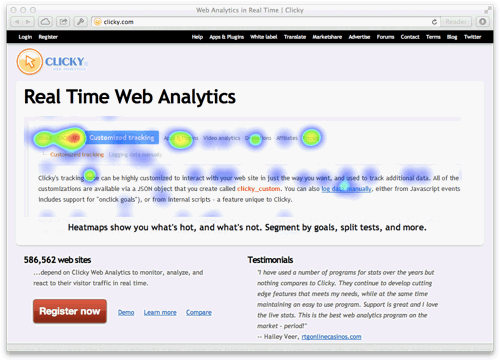 Web Analytics in Real Time | Clicky
clicky.com
Reader
Login Register Help Apps & Plugins White label Translate Marketshare Advertise Forums Contact Terms Blog Twitter
CLICKY
Real Time Web Analytics
Customized tracking Video analytics Affiliates
Customized tracking Logging data manually
Clicky's tracking code can be highly customized to interact with your web site in just the way you want, and used to track additional data. All of the
customizations are available via a JSON object that you create called clicky_custom. You can also log data manually, either from Javascript events
includes support for "onclick goals"), or from internal scripts - a feature unique to Clicky.
Heatmaps show you what's hot, and what's not. Segment by goals, split tests, and more.
586,562 web sites
...depend on Clicky Web Analytics to monitor, analyze, and
react to their visitor traffic in real time.
Register now Demo Learn more Compare
Testimonials
"I have used a number of programs for stats over the years but
nothing compares to Clicky. They continue to develop cutting
edge features that meets my needs, while at the same time
maintaining an easy to use program. Support is great and I
love the live stats. This is the best web analytics program on
the market - period!"
-- Hailey Veer, rtgonlinecasinos.com